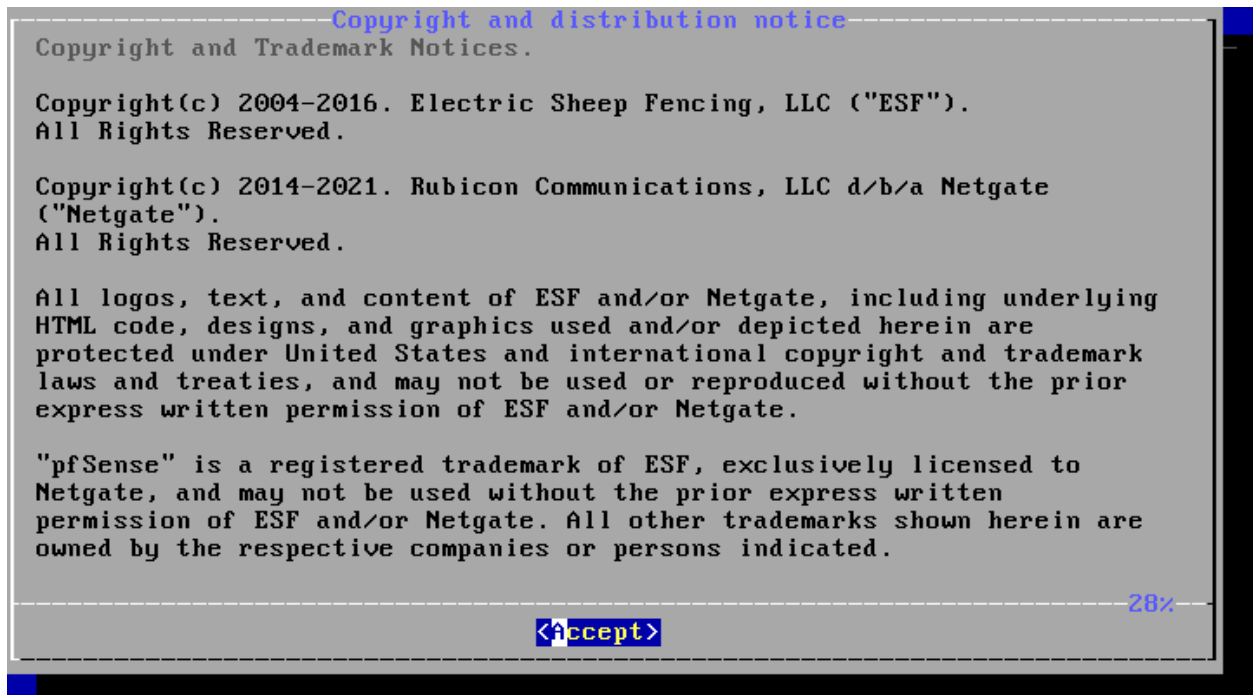 Copyright and distribution notice
Copyright and Trademark Notices.
Copyright(c) 2004-2016. Electric Sheep Fencing, LLC ("ESF").
All Rights Reserved.
Copyright(c) 2014-2021. Rubicon Communications, LLC d/b/a Netgate
("Netgate").
All Rights Reserved.
All logos, text, and content of ESF and/or Netgate, including underlying
HTML code, designs, and graphics used and/or depicted herein are
protected under United States and international copyright and trademark
laws and treaties, and may not be used or reproduced without the prior
express written permission of ESF and/or Netgate.
"pfSense" is a registered trademark of ESF, exclusively licensed to
Netgate, and may not be used without the prior express written
permission of ESF and/or Netgate. All other trademarks shown herein are
owned by the respective companies or persons indicated.
28%
<Accept>